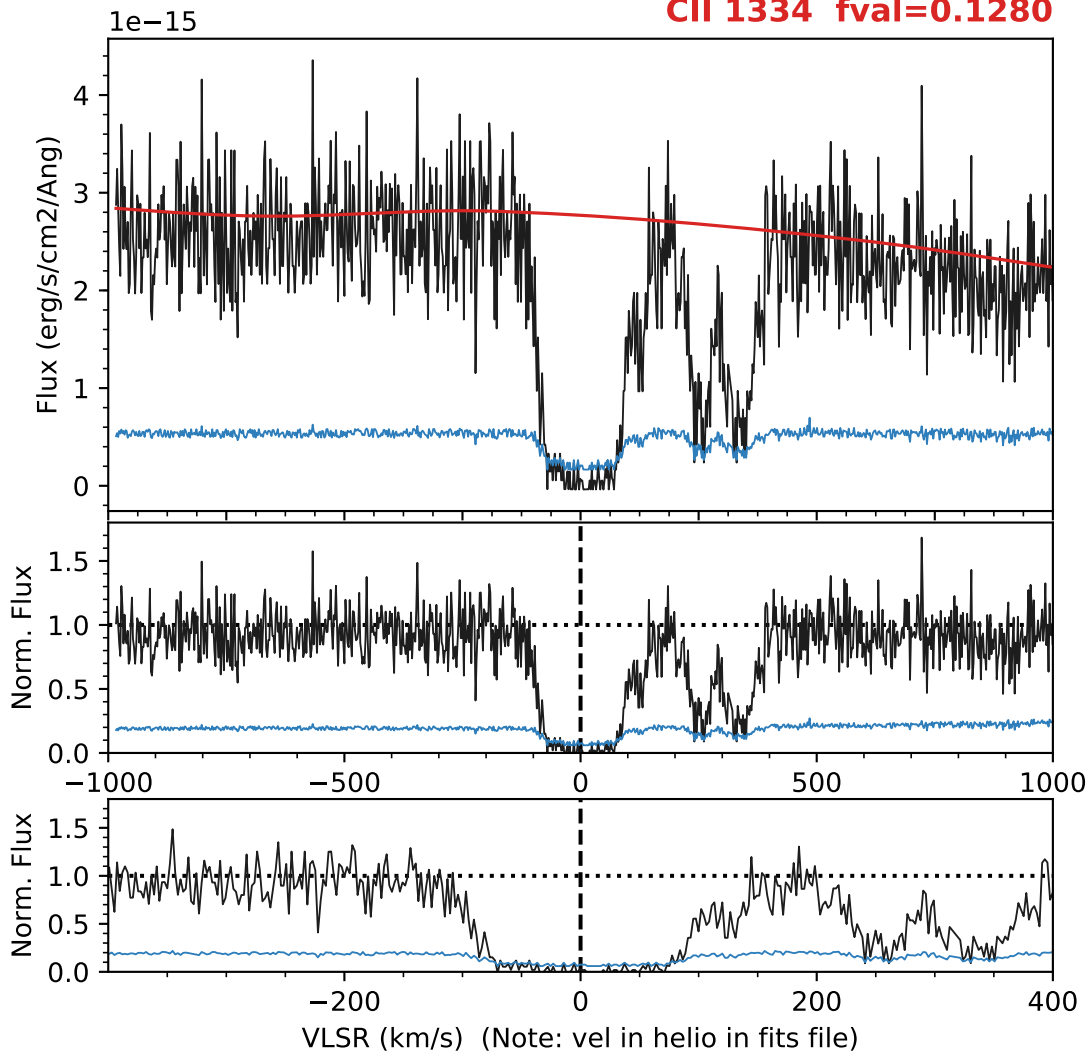 CII 1334 fval=0.1280
1e−15
4
3
2
1
0
Flux (erg/s/cm2/Ang)
1.5
1.0
0.5
0.0
Norm. Flux
−1000 −500 0 500 1000
1.5
1.0
0.5
0.0
Norm. Flux
−200 0 200 400
VLSR (km/s) (Note: vel in helio in fits file)